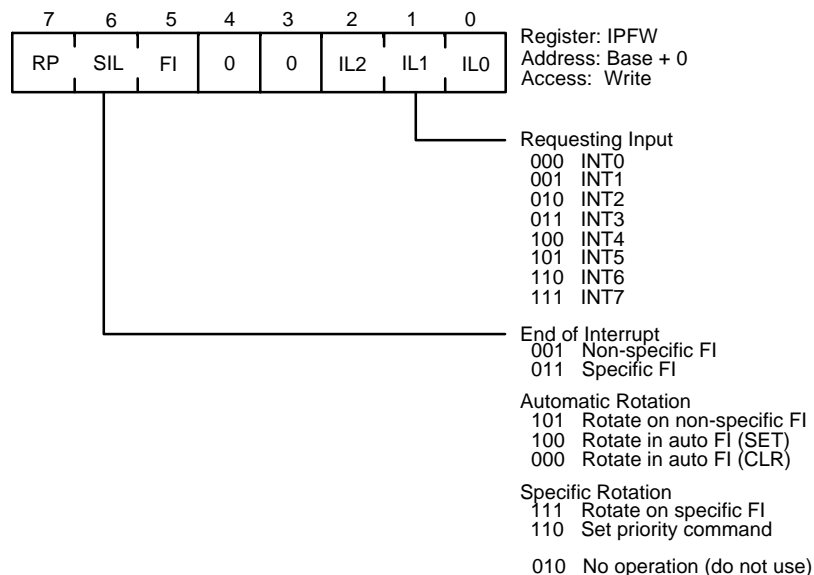 7 6 5 4 3 2 1 0
RP SIL FI 0 0 IL2 IL1 IL0
Register: IPFW
Address: Base + 0
Access: Write
Requesting Input
000 INT0
001 INT1
010 INT2
011 INT3
100 INT4
101 INT5
110 INT6
111 INT7
End of Interrupt
001 Non-specific FI
011 Specific FI
Automatic Rotation
101 Rotate on non-specific FI
100 Rotate in auto FI (SET)
000 Rotate in auto FI (CLR)
Specific Rotation
111 Rotate on specific FI
110 Set priority command
010 No operation (do not use)